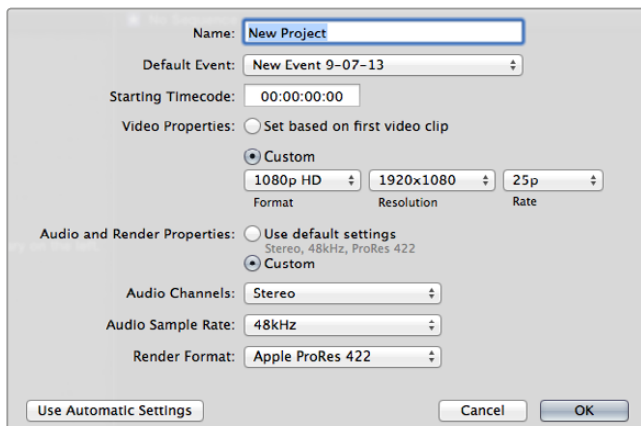 No Sequence
Name: New Project
Default Event: New Event 9-07-13
Starting Timecode: 00:00:00:00
Video Properties: Set based on first video clip
Custom
1080p HD 1920x1080 25p
Format Resolution Rate
Audio and Render Properties: Use default settings
Stereo, 48kHz, ProRes 422
Custom
Audio Channels: Stereo
Audio Sample Rate: 48kHz
Render Format: Apple ProRes 422
Use Automatic Settings Cancel OK